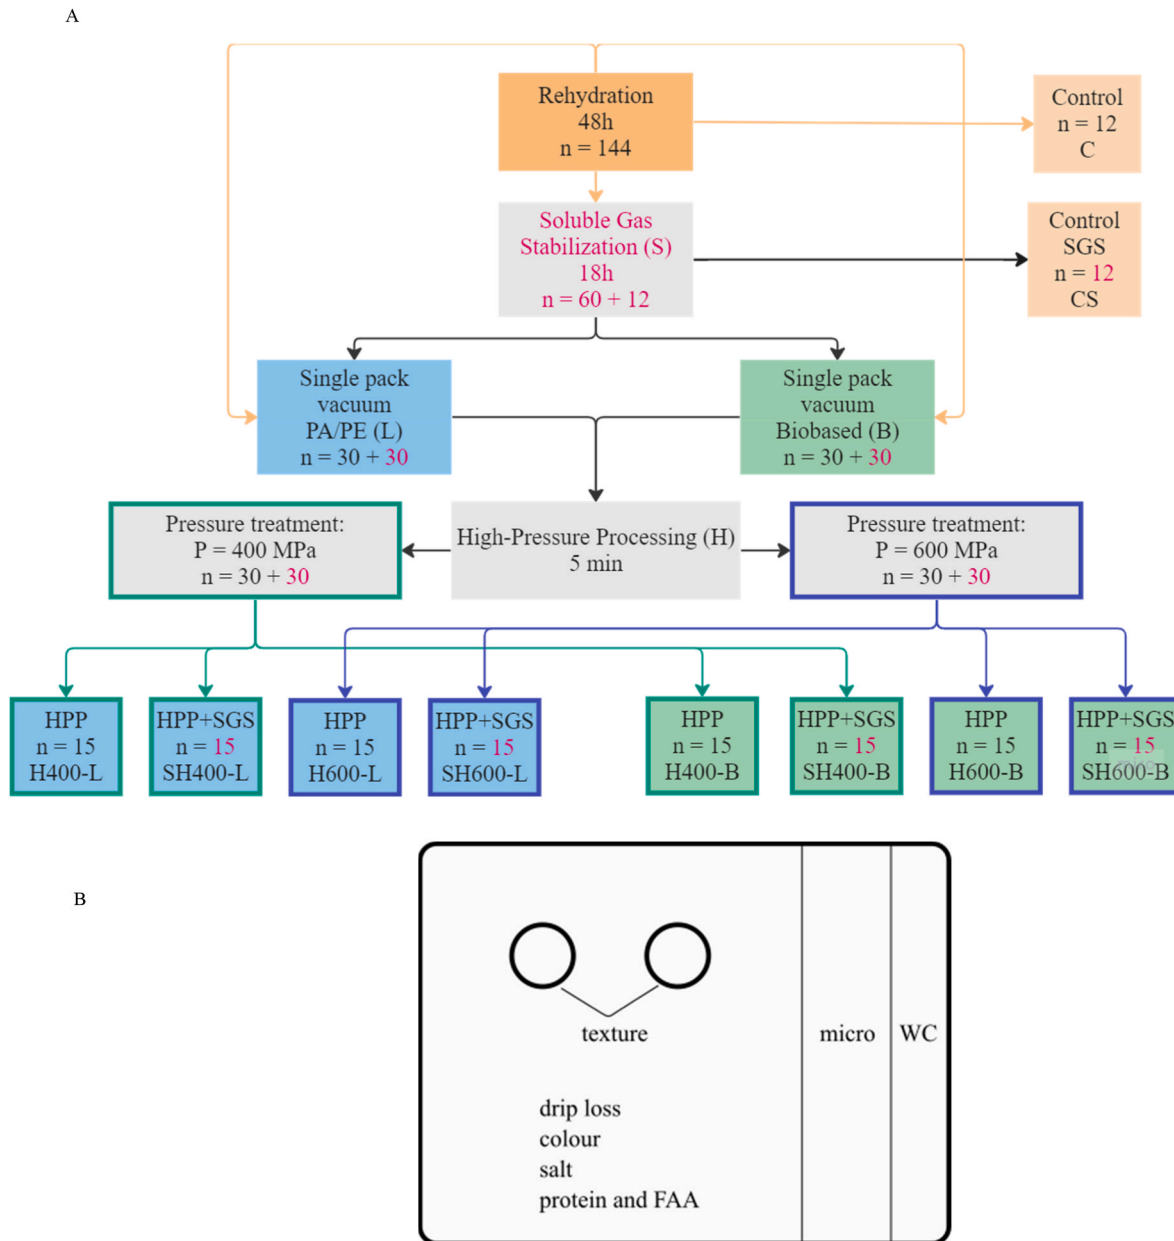 A
Rehydration
48h
n = 144
Control
n = 12
C
Soluble Gas
Stabilization (S)
18h
n = 60 + 12
Control
SGS
n = 12
CS
Single pack
vacuum
PA/PE (L)
n = 30 + 30
Single pack
vacuum
Biobased (B)
n = 30 + 30
Pressure treatment:
P = 400 MPa
n = 30 + 30
High-Pressure Processing (H)
5 min
Pressure treatment:
P = 600 MPa
n = 30 + 30
HPP
n = 15
H400-L
HPP+SGS
n = 15
SH400-L
HPP
n = 15
H600-L
HPP+SGS
n = 15
SH600-L
HPP
n = 15
H400-B
HPP+SGS
n = 15
SH400-B
HPP
n = 15
H600-B
HPP+SGS
n = 15
SH600-B
B
texture
micro
WC
drip loss
colour
salt
protein and FAA